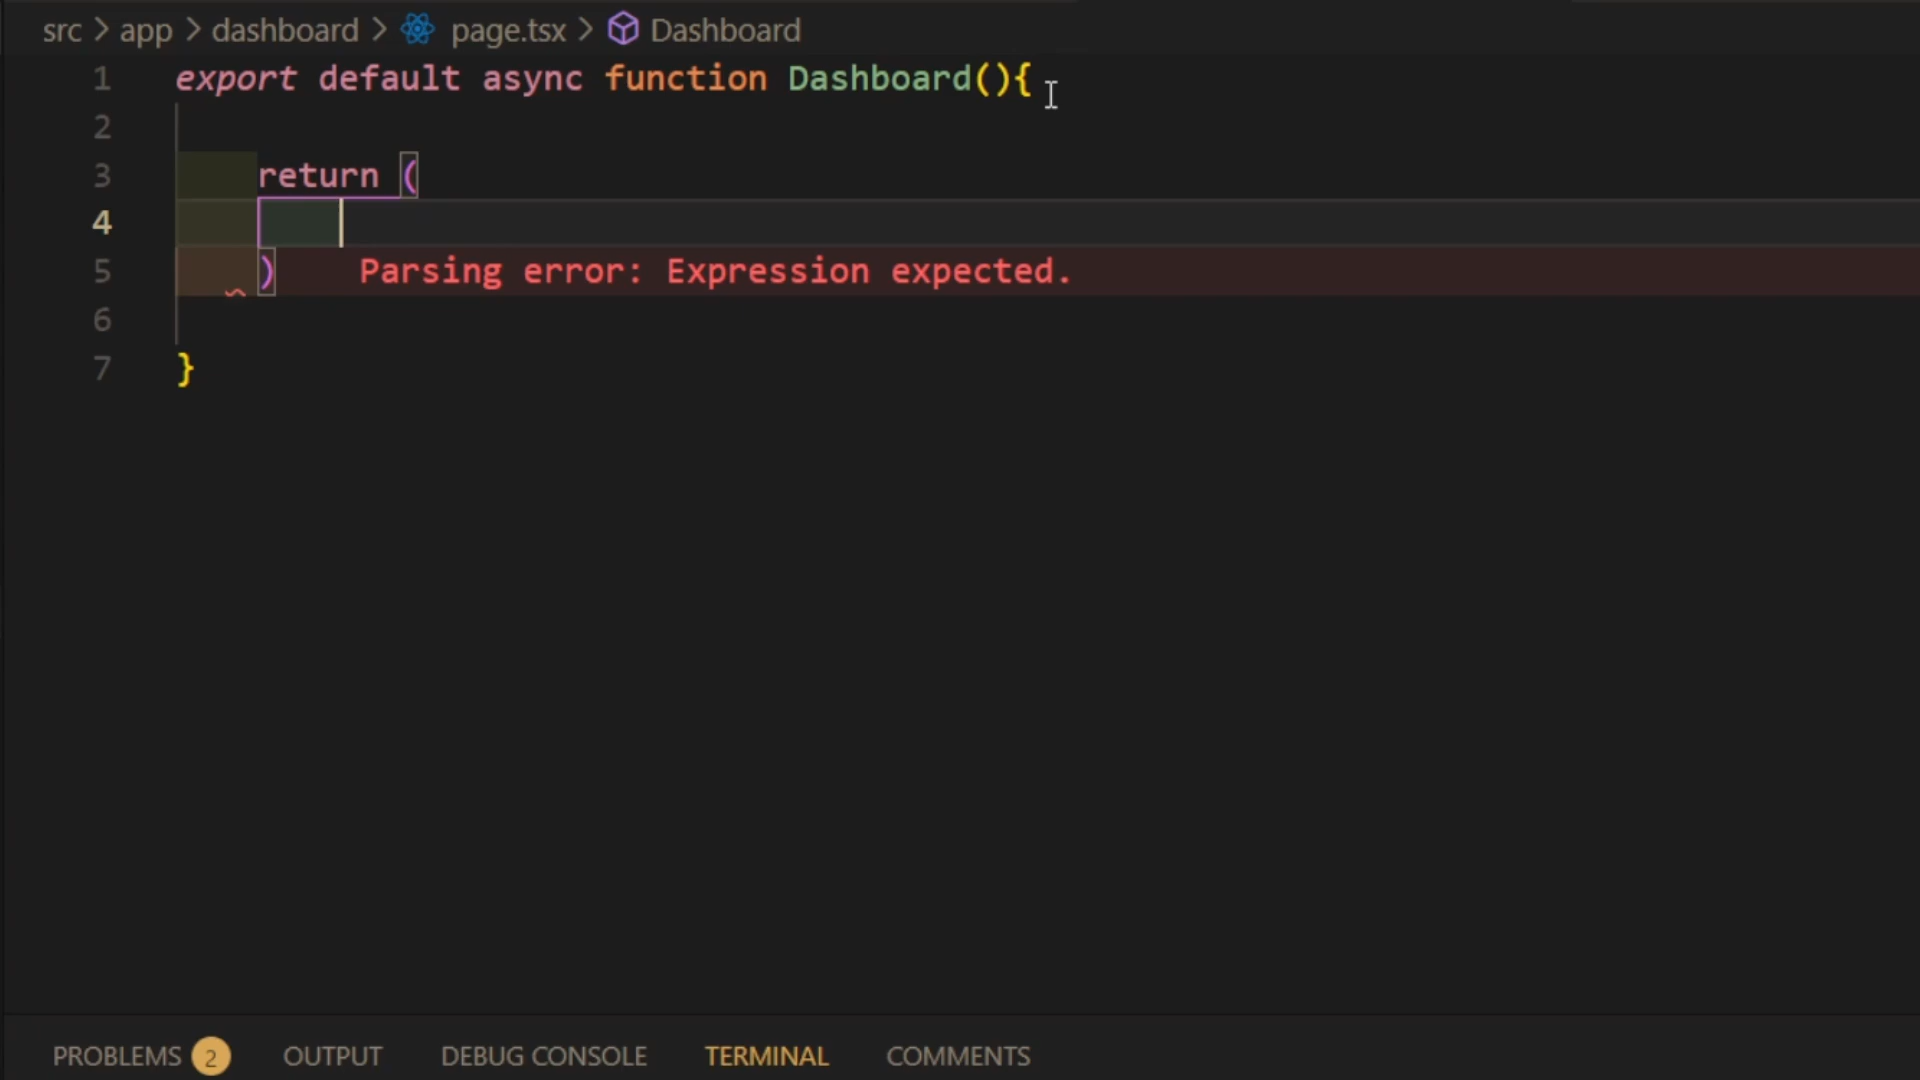 src > app > dashboard > page.tsx > Dashboard
1 export default async function Dashboard(){
2
3 return (
4
5 ) Parsing error: Expression expected.
6
7 }
PROBLEMS 2 OUTPUT DEBUG CONSOLE TERMINAL COMMENTS